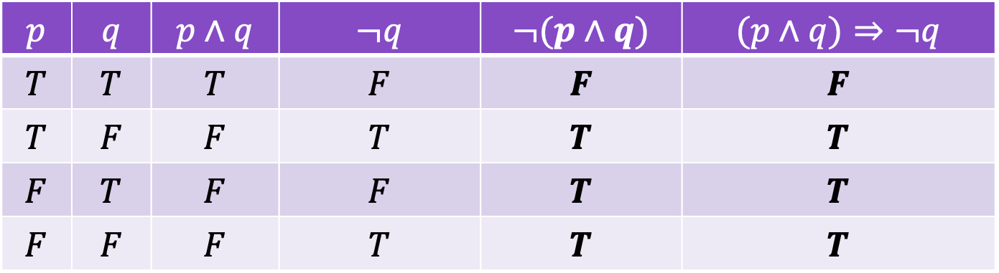 p q p ∧ q ¬q ¬(p ∧ q) (p ∧ q) ⇒ ¬q
T T T F F F
T F F T T T
F T F F T T
F F F T T T